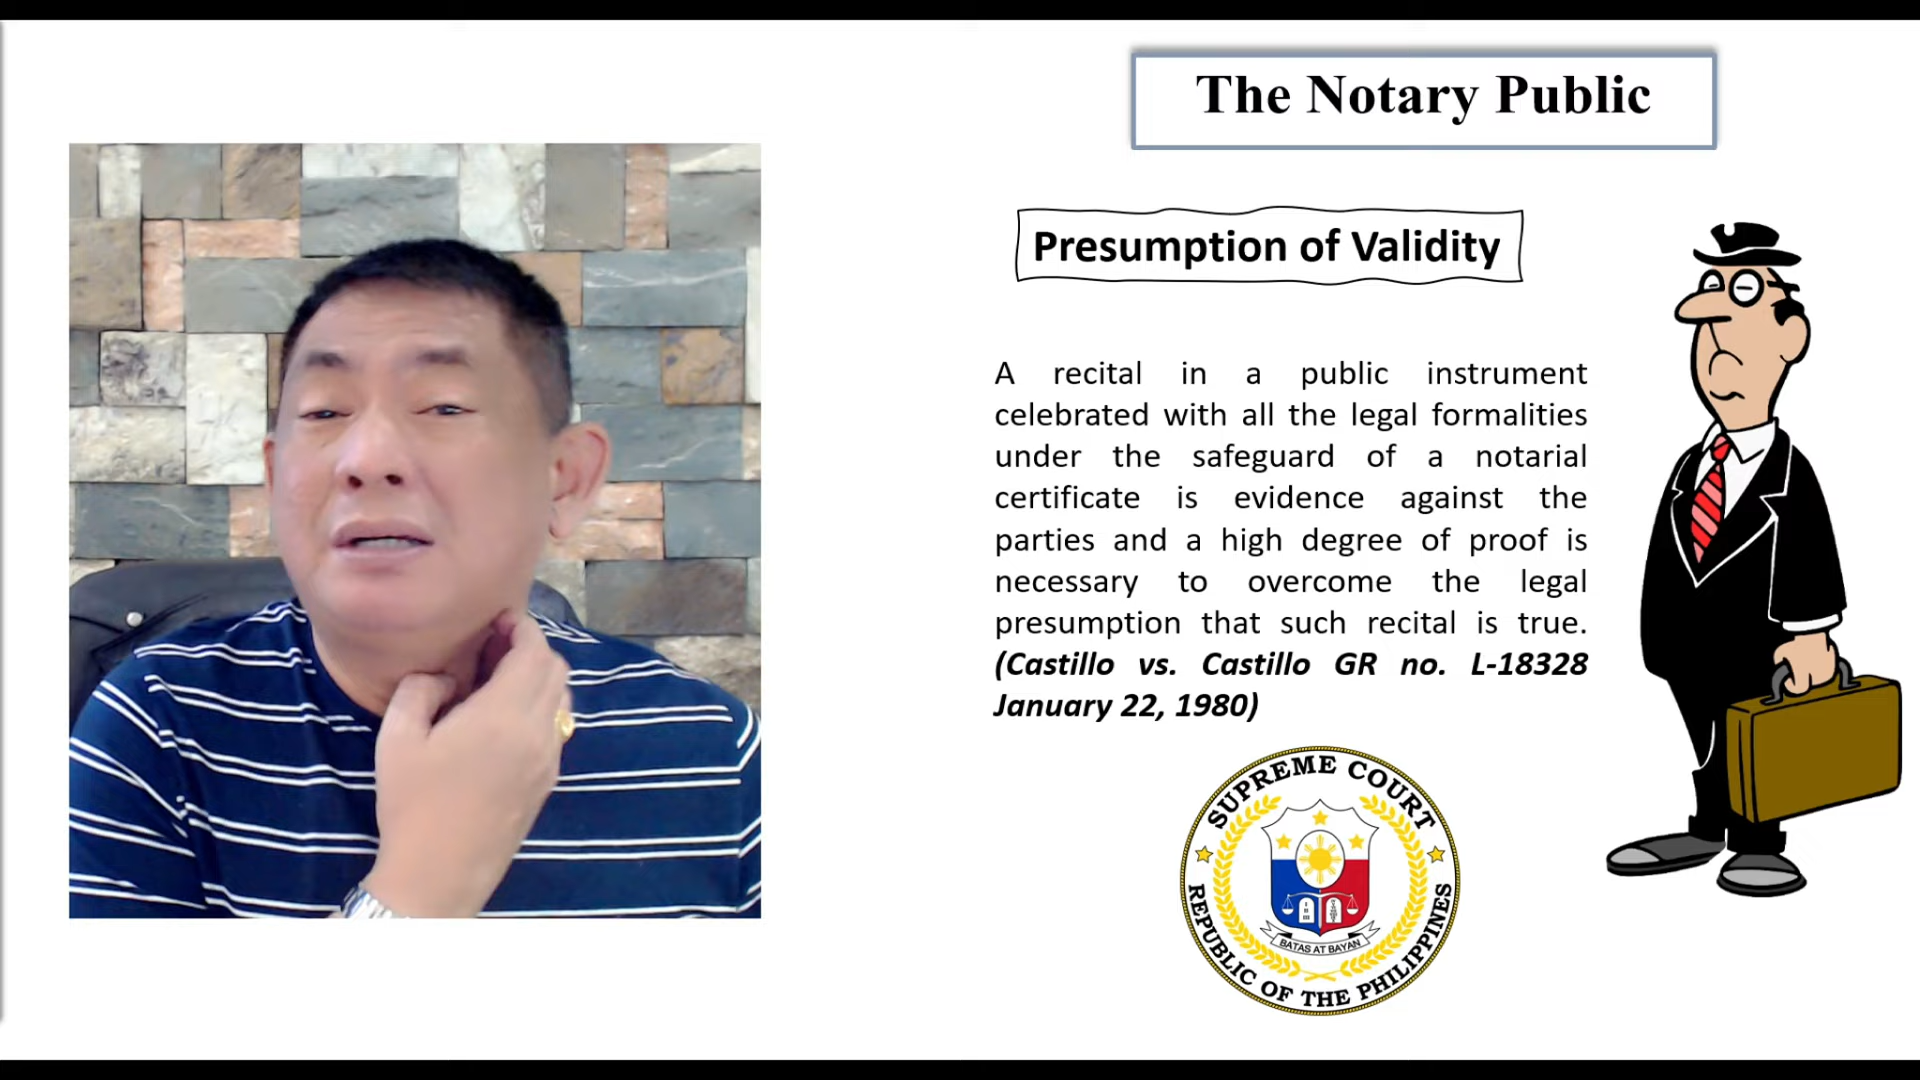 The Notary Public
Presumption of Validity
A recital in a public instrument
celebrated with all the legal formalities
under the safeguard of a notarial
certificate is evidence against the
parties and a high degree of proof is
necessary to overcome the legal
presumption that such recital is true.
(Castillo vs. Castillo GR no. L-18328
January 22, 1980)
SUPREME COURT
BATAS AT BAYAN
REPUBLIC OF THE PHILIPPINES